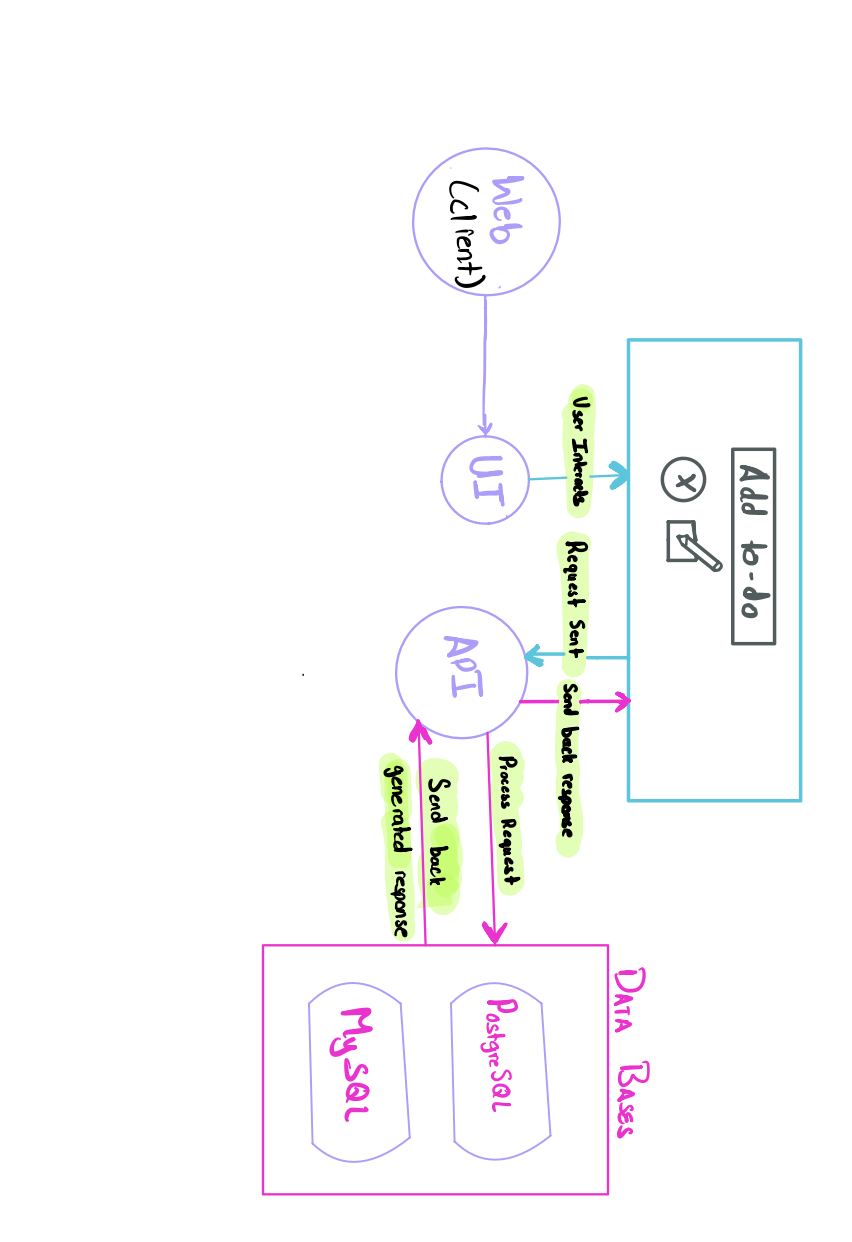 Add to-do
X
Web
(client)
UI
User Interacts
Request Sent
Send back response
API
Process Request
Send back
generated response
DATA BASES
PostgreSQL
MySQL